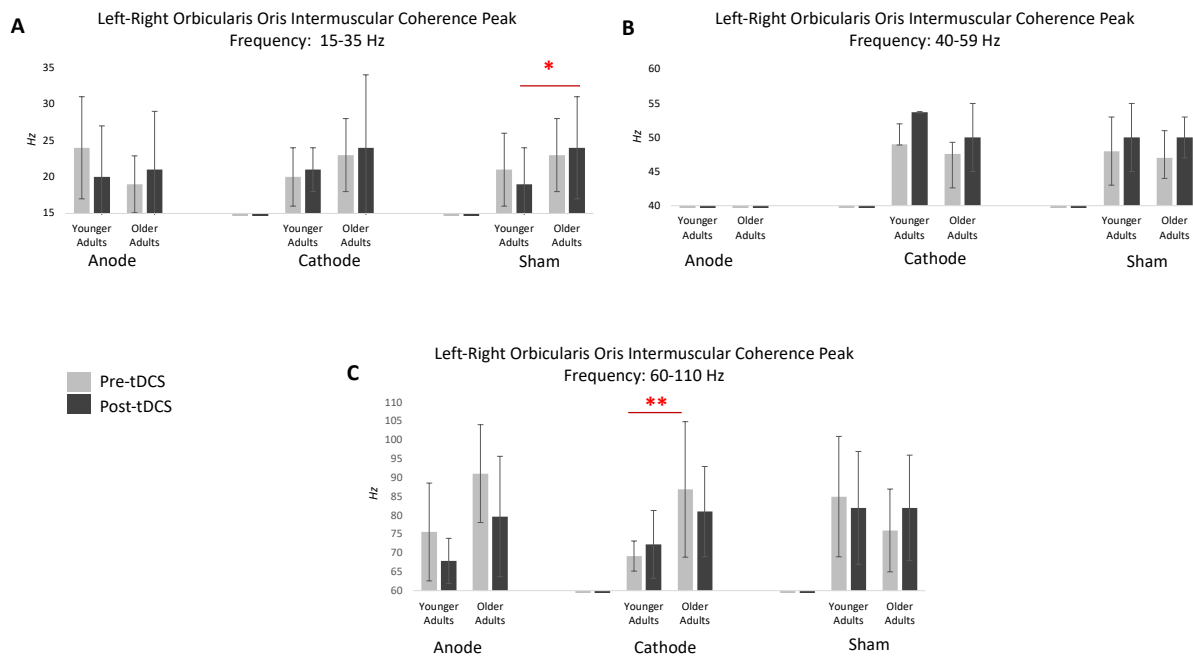 A
Left-Right Orbicularis Oris Intermuscular Coherence Peak
Frequency: 15-35 Hz
35
30
25
20
15
Hz
*
Younger Adults
Older Adults
Anode
Younger Adults
Older Adults
Cathode
Younger Adults
Older Adults
Sham
B
Left-Right Orbicularis Oris Intermuscular Coherence Peak
Frequency: 40-59 Hz
60
55
50
45
40
Hz
Younger Adults
Older Adults
Anode
Younger Adults
Older Adults
Cathode
Younger Adults
Older Adults
Sham
Pre-tDCS
Post-tDCS
C
Left-Right Orbicularis Oris Intermuscular Coherence Peak
Frequency: 60-110 Hz
110
105
100
95
90
85
80
75
70
65
60
Hz
**
Younger Adults
Older Adults
Anode
Younger Adults
Older Adults
Cathode
Younger Adults
Older Adults
Sham